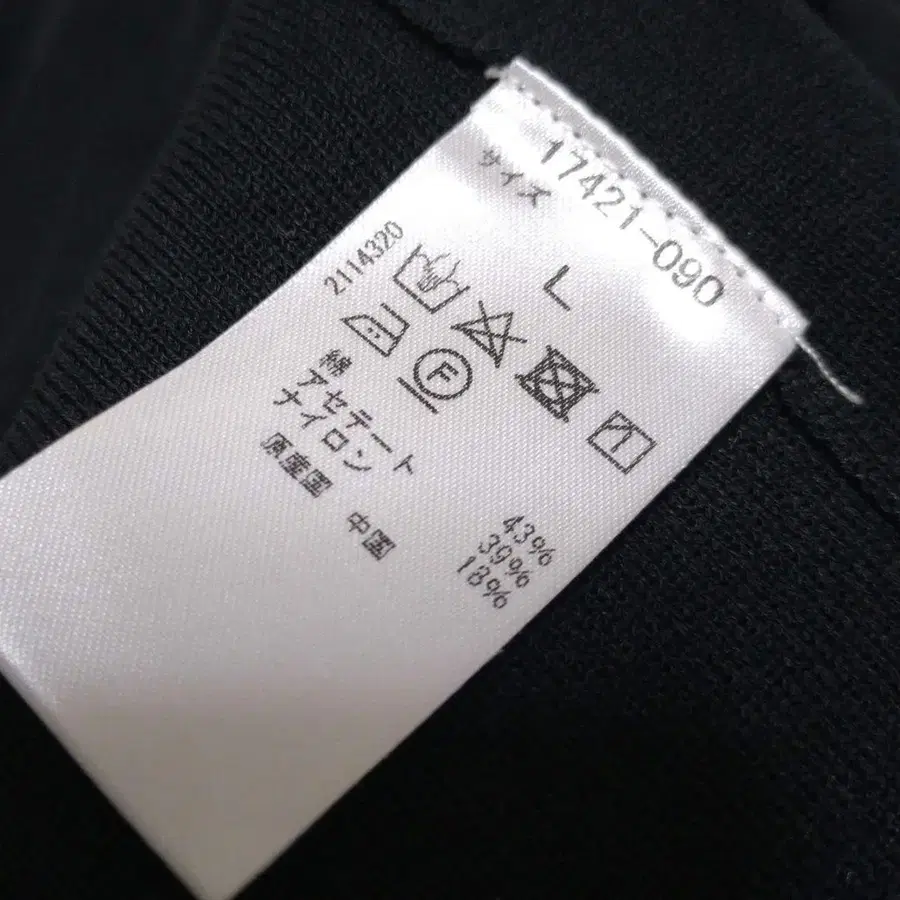 17421-090
サイズ L
2114320
F
綿 43%
アセテート 39%
ナイロン 18%
原産国 中国